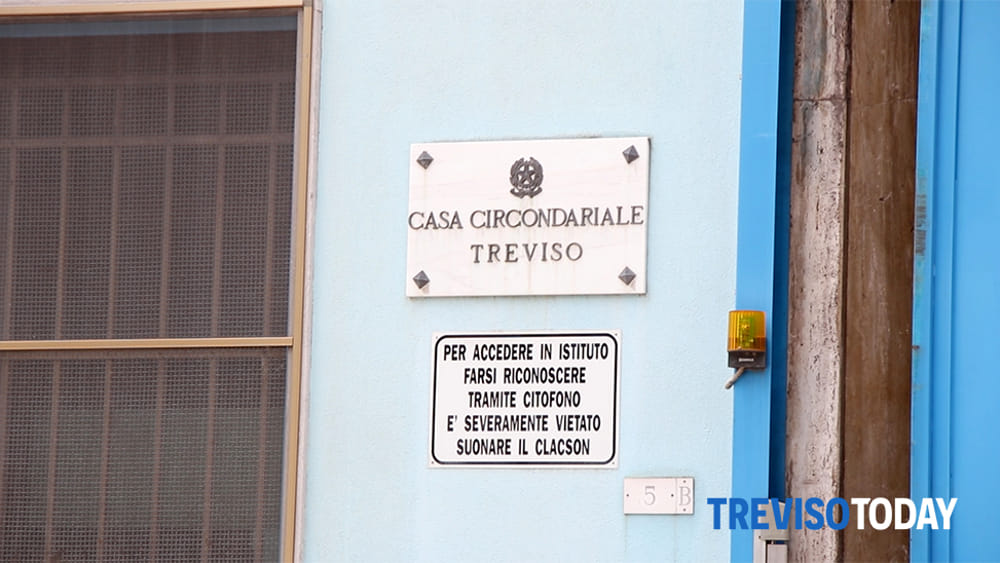 CASA CIRCONDARIALE
TREVISO
PER ACCEDERE IN ISTITUTO
FARSI RICONOSCERE
TRAMITE CITOFONO
E' SEVERAMENTE VIETATO
SUONARE IL CLACSON
5 B
TREVISOTODAY